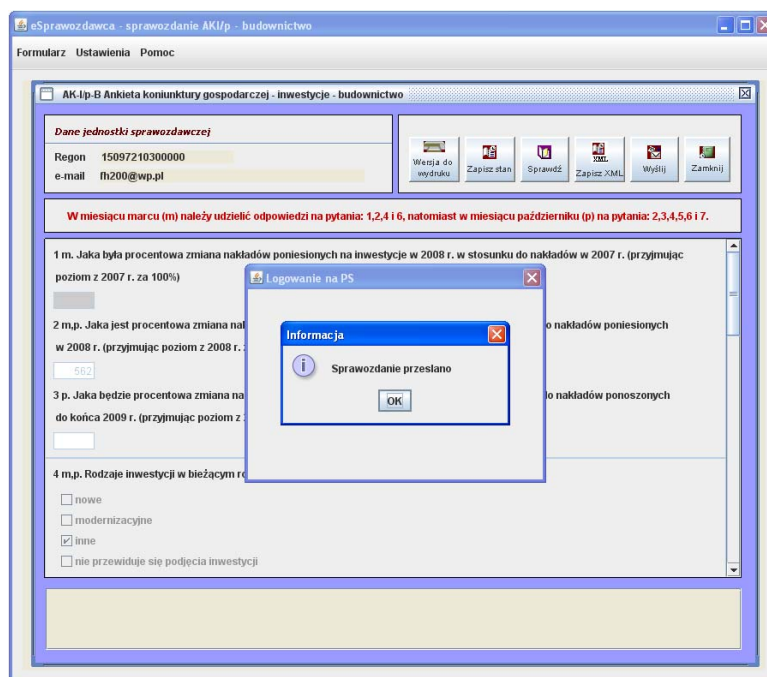 eSprawozdawca - sprawozdanie AKI/p - budownictwo
Formularz Ustawienia Pomoc
AK-I/p-B Ankieta koniunktury gospodarczej - inwestycje - budownictwo
Dane jednostki sprawozdawczej
Regon 15097210300000
e-mail fh200@wp.pl
Wersja do wydruku
Zapisz stan
Sprawdź
XML
Zapisz XML
Wyślij
Zamknij
W miesiącu marcu (m) należy udzielić odpowiedzi na pytania: 1,2,4 i 6, natomiast w miesiącu październiku (p) na pytania: 2,3,4,5,6 i 7.
1 m. Jaka była procentowa zmiana nakładów poniesionych na inwestycje w 2008 r. w stosunku do nakładów w 2007 r. (przyjmując
poziom z 2007 r. za 100%)
2 m,p. Jaka jest procentowa zmiana o nakładów poniesionych
w 2008 r. (przyjmując poziom z 2008 r.
562
3 p. Jaka będzie procentowa zmiana na do nakładów ponoszonych
do końca 2009 r. (przyjmując poziom z
4 m,p. Rodzaje inwestycji w bieżącym
nowe
modernizacyjne
inne
nie przewiduje się podjęcia inwestycji
Logowanie na PS
Informacja
Sprawozdanie przeslano
OK